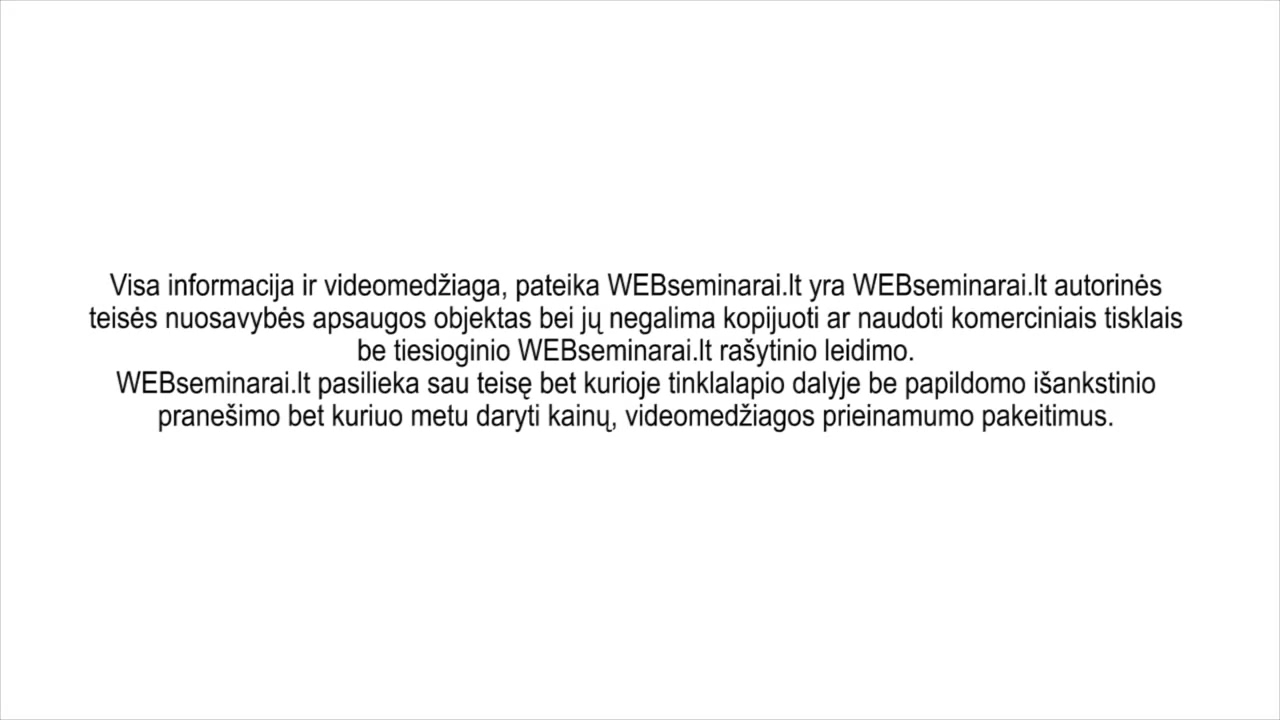 Visa informacija ir videomedžiaga, pateika WEBseminarai.lt yra WEBseminarai.lt autorinės
teisės nuosavybės apsaugos objektas bei jų negalima kopijuoti ar naudoti komerciniais tisklais
be tiesioginio WEBseminarai.lt rašytinio leidimo.
WEBseminarai.lt pasilieka sau teisę bet kurioje tinklalapio dalyje be papildomo išankstinio
pranešimo bet kuriuo metu daryti kainų, videomedžiagos prieinamumo pakeitimus.